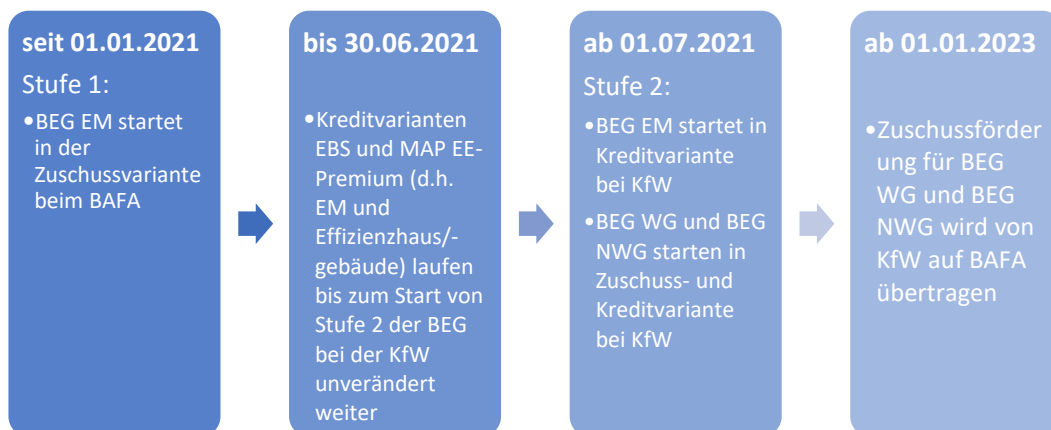 seit 01.01.2021
Stufe 1:
•BEG EM startet
in der
Zuschussvariante
beim BAFA
bis 30.06.2021
•Kreditvarianten
EBS und MAP EE-
Premium (d.h.
EM und
Effizienzhaus/-
gebäude) laufen
bis zum Start von
Stufe 2 der BEG
bei der KfW
unverändert
weiter
ab 01.07.2021
Stufe 2:
•BEG EM startet in
Kreditvariante
bei KfW
•BEG WG und BEG
NWG starten in
Zuschuss- und
Kreditvariante
bei KfW
ab 01.01.2023
•Zuschussförder
ung für BEG
WG und BEG
NWG wird von
KfW auf BAFA
übertragen